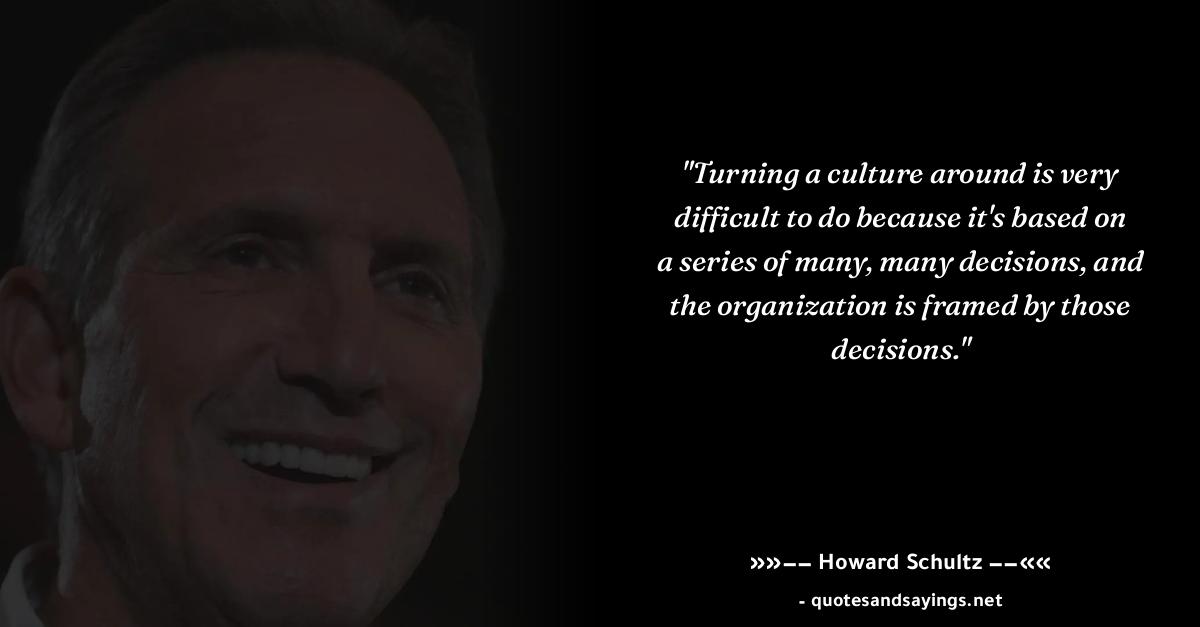 "Turning a culture around is very
difficult to do because it's based on
a series of many, many decisions, and
the organization is framed by those
decisions."
»»−− Howard Schultz −−««
- quotesandsayings.net